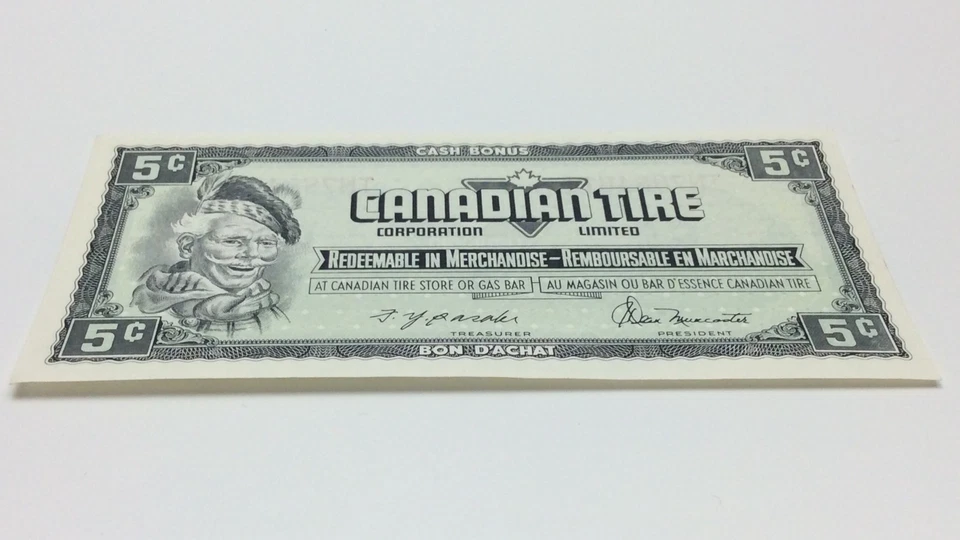 CASH BONUS
5¢ 5¢
CANADIAN TIRE
CORPORATION LIMITED
REDEEMABLE IN MERCHANDISE–REMBOURSABLE EN MARCHANDISE
AT CANADIAN TIRE STORE OR GAS BAR AU MAGASIN OU BAR D'ESSENCE CANADIAN TIRE
TREASURER PRESIDENT
5¢ 5¢
BON D'ACHAT